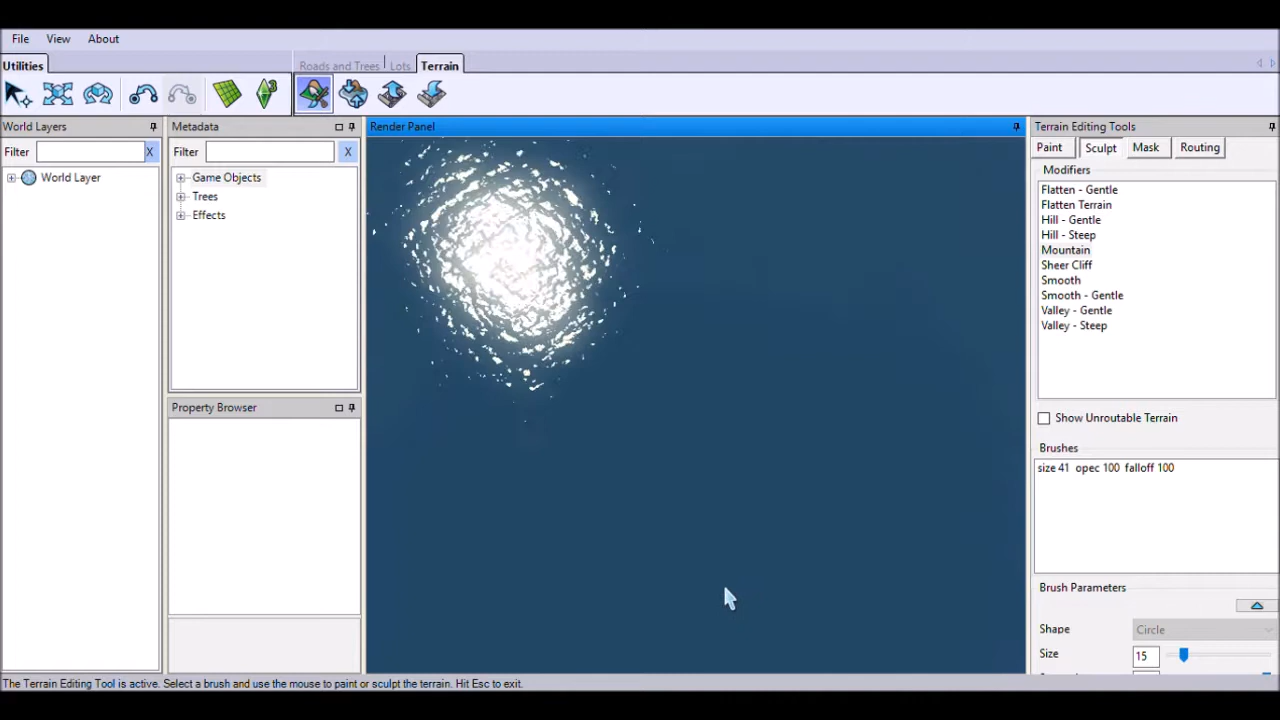 File View About
Utilities Roads and Trees Lots Terrain
World Layers
Filter X
World Layer
Metadata
Filter X
Game Objects
Trees
Effects
Property Browser
Render Panel
Terrain Editing Tools
Paint Sculpt Mask Routing
Modifiers
Flatten - Gentle
Flatten Terrain
Hill - Gentle
Hill - Steep
Mountain
Sheer Cliff
Smooth
Smooth - Gentle
Valley - Gentle
Valley - Steep
Show Unroutable Terrain
Brushes
size 41 opec 100 falloff 100
Brush Parameters
Shape Circle
Size 15
The Terrain Editing Tool is active. Select a brush and use the mouse to paint or sculpt the terrain. Hit Esc to exit.